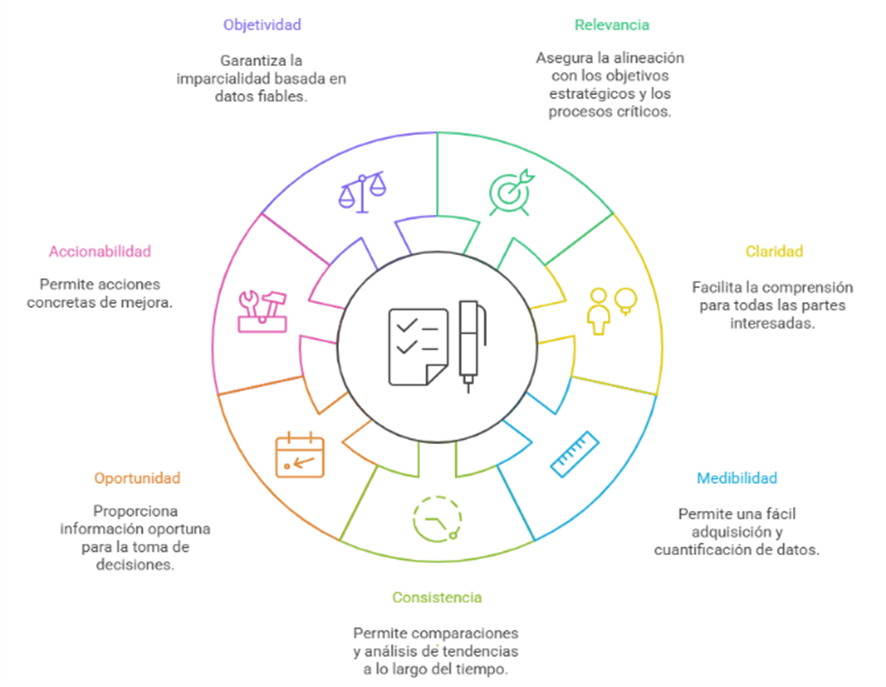 Objetividad
Garantiza la
imparcialidad basada en
datos fiables.
Relevancia
Asegura la alineación
con los objetivos
estratégicos y los
procesos críticos.
Accionabilidad
Permite acciones
concretas de mejora.
Claridad
Facilita la comprensión
para todas las partes
interesadas.
Oportunidad
Proporciona
información oportuna
para la toma de
decisiones.
Medibilidad
Permite una fácil
adquisición y
cuantificación de datos.
Consistencia
Permite comparaciones
y análisis de tendencias
a lo largo del tiempo.